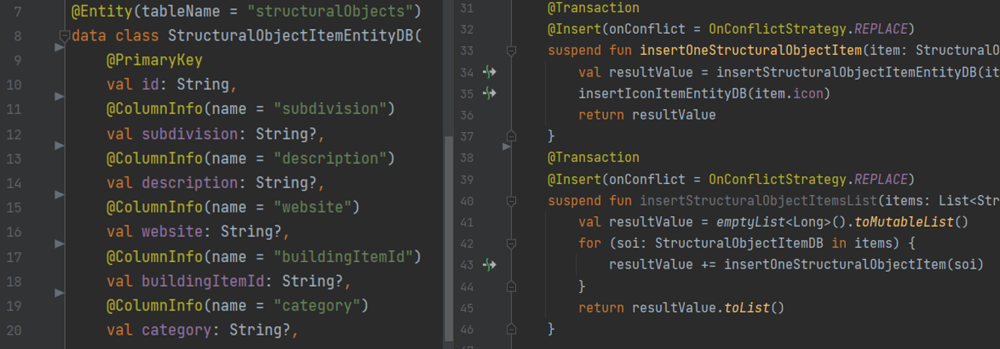 7 @Entity(tableName = "structuralObjects")
8 data class StructuralObjectItemEntityDB(
9 @PrimaryKey
10 val id: String,
11 @ColumnInfo(name = "subdivision")
12 val subdivision: String?,
13 @ColumnInfo(name = "description")
14 val description: String?,
15 @ColumnInfo(name = "website")
16 val website: String?,
17 @ColumnInfo(name = "buildingItemId")
18 val buildingItemId: String?,
19 @ColumnInfo(name = "category")
20 val category: String?,
31 @Transaction
32 @Insert(onConflict = OnConflictStrategy.REPLACE)
33 suspend fun insertOneStructuralObjectItem(item: StructuralO
34 val resultValue = insertStructuralObjectItemEntityDB(it
35 insertIconItemEntityDB(item.icon)
36 return resultValue
37 }
38 @Transaction
39 @Insert(onConflict = OnConflictStrategy.REPLACE)
40 suspend fun insertStructuralObjectItemsList(items: List<Str
41 val resultValue = emptyList<Long>().toMutableList()
42 for (soi: StructuralObjectItemDB in items) {
43 resultValue += insertOneStructuralObjectItem(soi)
44 }
45 return resultValue.toList()
46 }